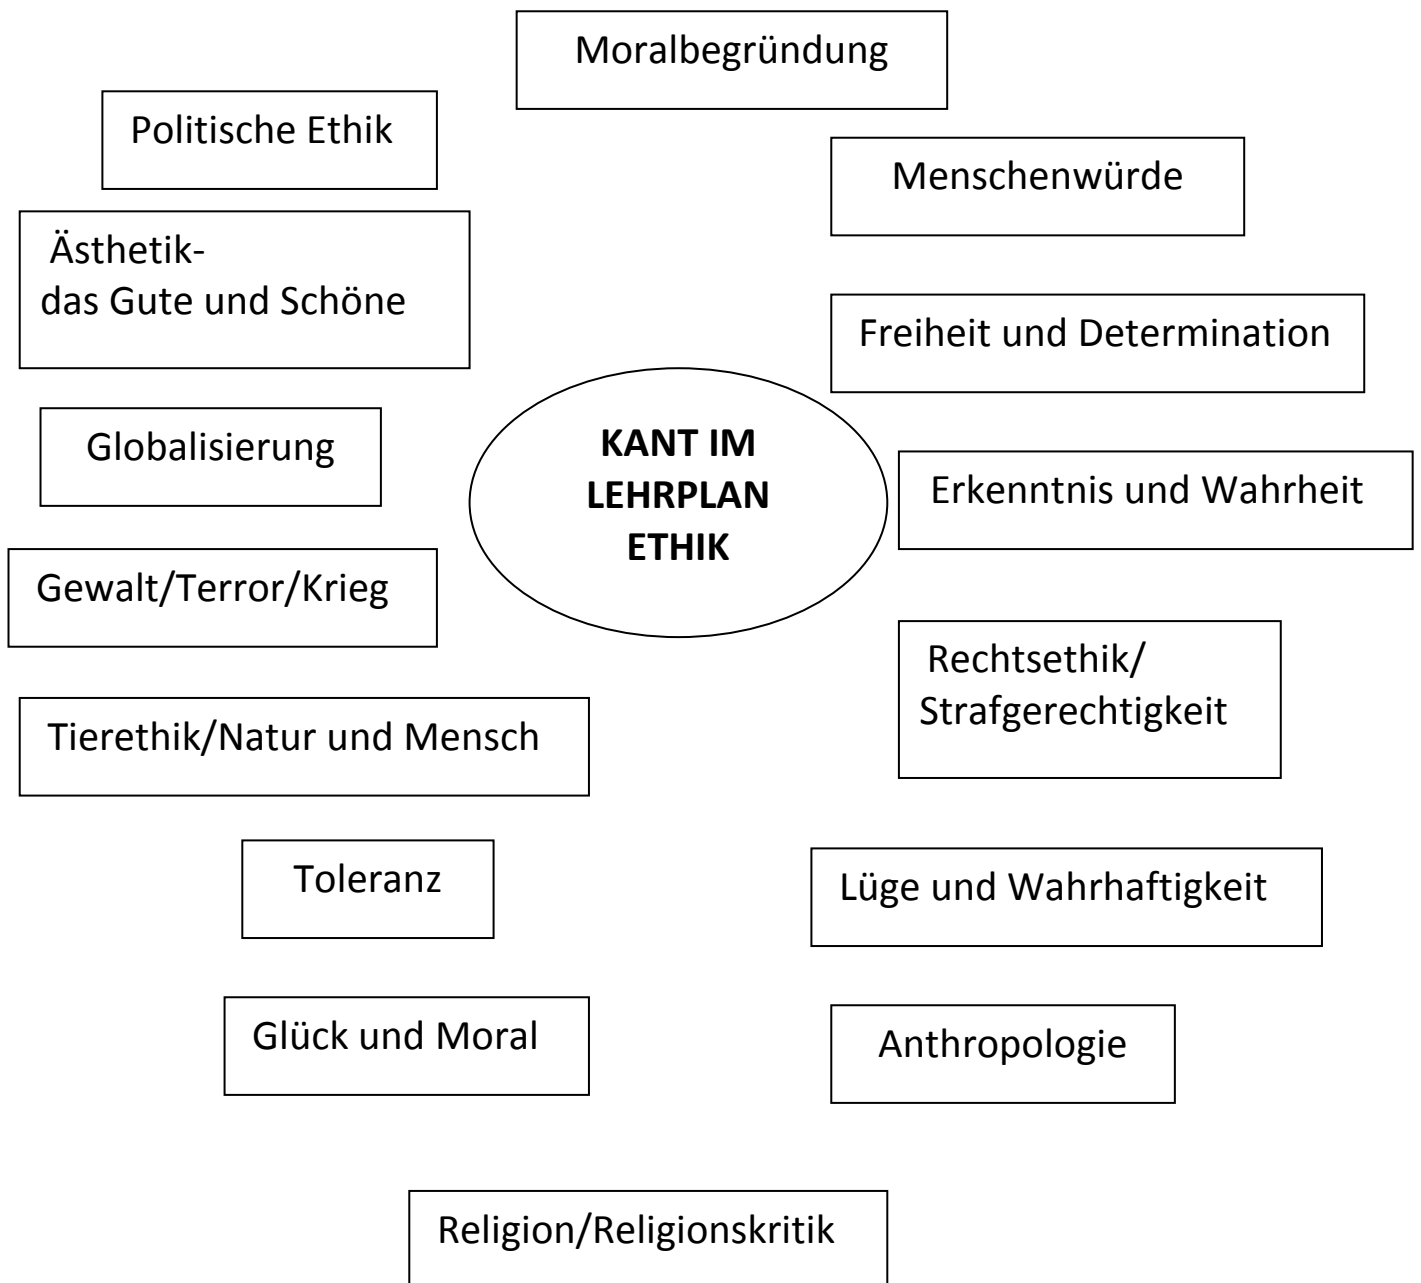 Moralbegründung
Politische Ethik
Menschenwürde
Ästhetik-
das Gute und Schöne
Freiheit und Determination
Globalisierung
KANT IM
LEHRPLAN
ETHIK
Erkenntnis und Wahrheit
Gewalt/Terror/Krieg
Rechtsethik/
Strafgerechtigkeit
Tierethik/Natur und Mensch
Toleranz
Lüge und Wahrhaftigkeit
Glück und Moral
Anthropologie
Religion/Religionskritik